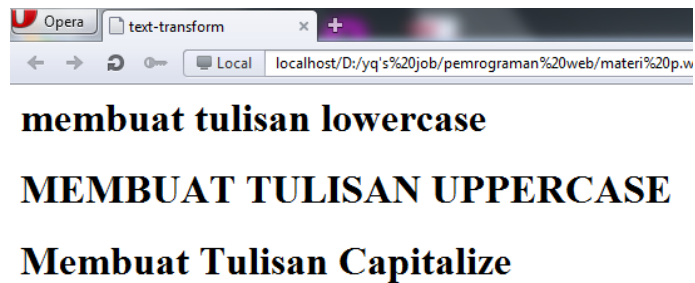 Opera
text-transform
Local
localhost/D:/yq's%20job/pemrograman%20web/materi%20p.w
membuat tulisan lowercase
MEMBUAT TULISAN UPPERCASE
Membuat Tulisan Capitalize